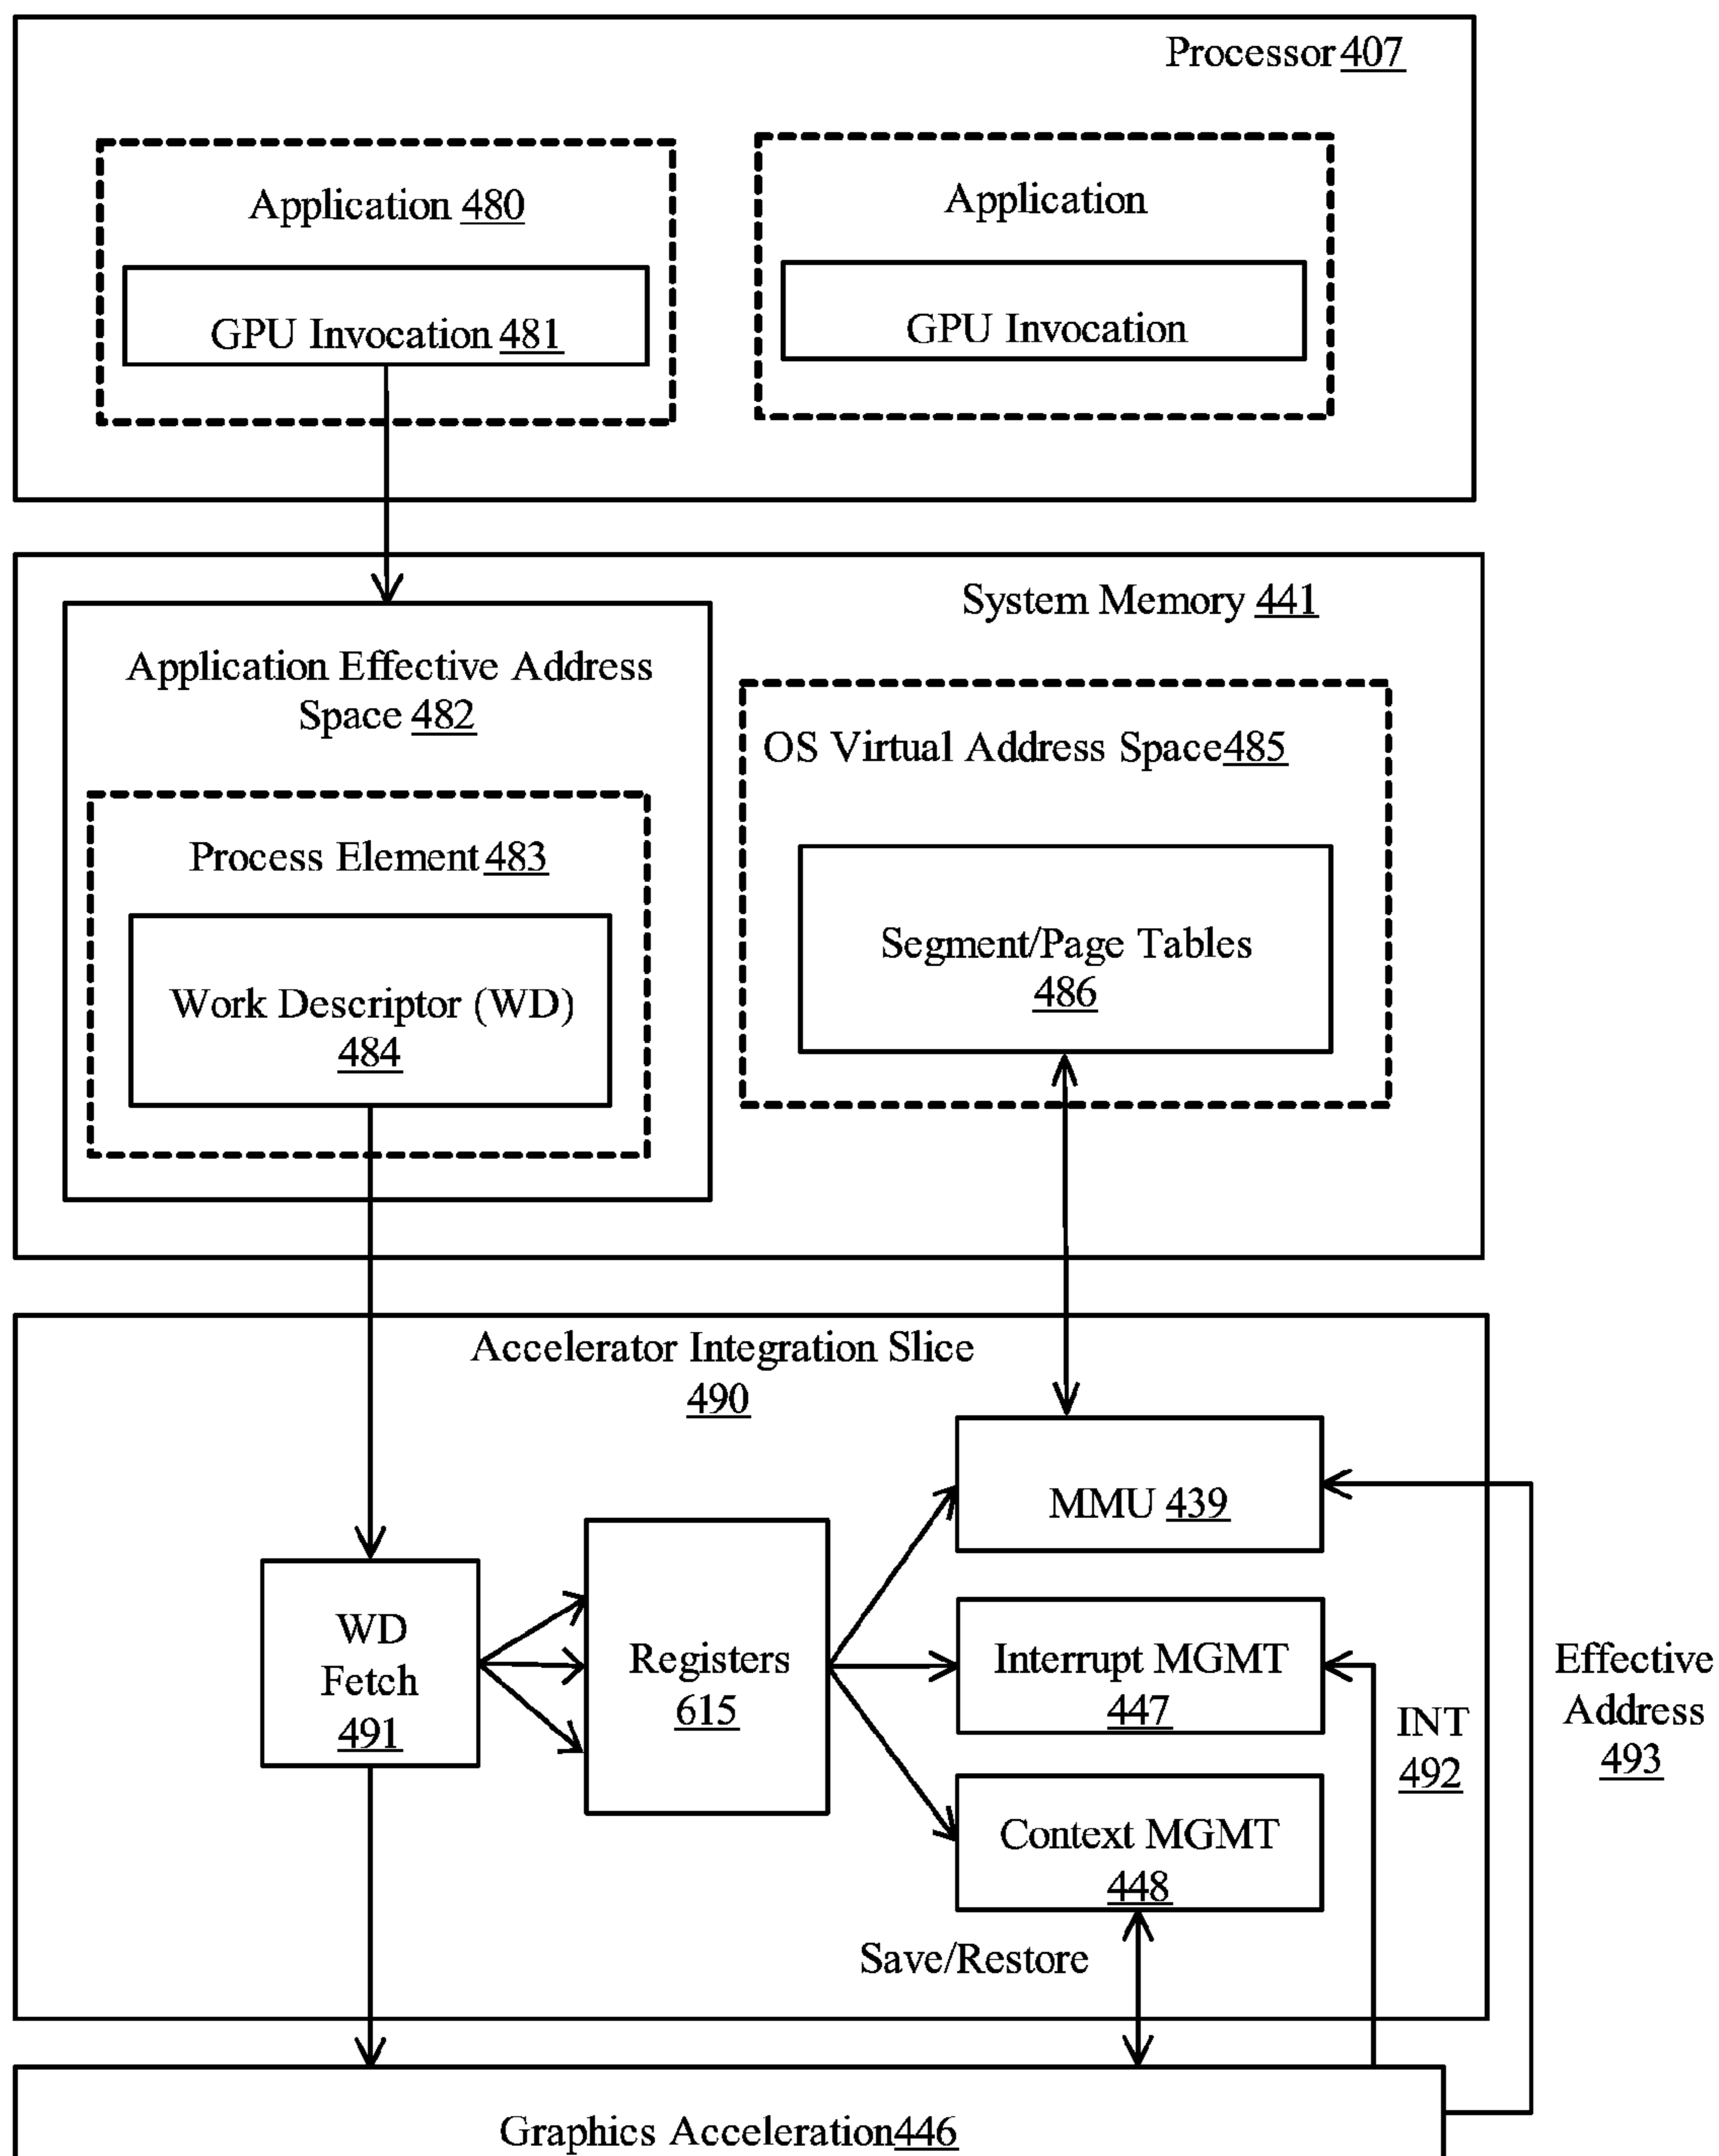 Processor 407
Application 480
GPU Invocation 481
Application
GPU Invocation
System Memory 441
Application Effective Address
Space 482
Process Element 483
Work Descriptor (WD)
484
OS Virtual Address Space485
Segment/Page Tables
486
Accelerator Integration Slice
490
WD
Fetch
491
Registers
615
MMU 439
Interrupt MGMT
447
Context MGMT
448
Save/Restore
INT
492
Effective
Address
493
Graphics Acceleration446